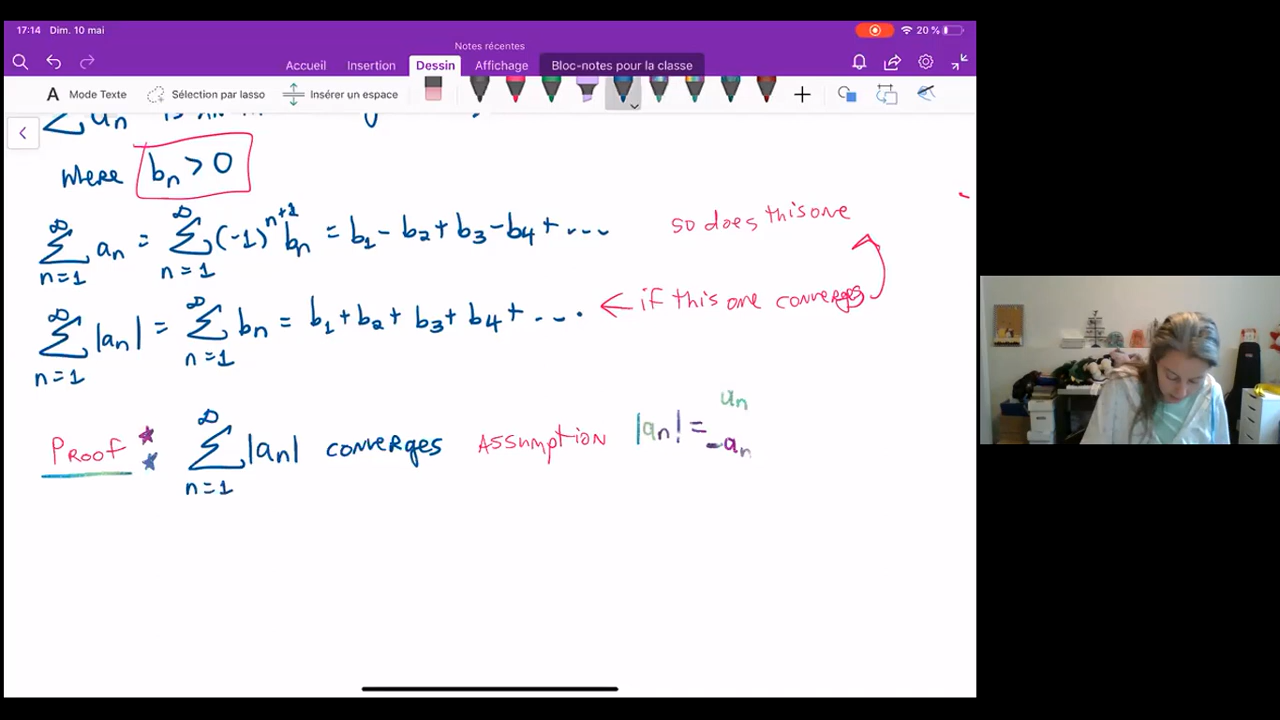 17:14 Dim. 10 mai
20 %
Notes récentes
Accueil Insertion Dessin Affichage Bloc-notes pour la classe
A Mode Texte Sélection par lasso Insérer un espace
where bₙ > 0
∞ ∑ n=1 aₙ = ∞ ∑ n=1 (-1)ⁿ⁺¹ bₙ = b₁ - b₂ + b₃ - b₄ + ...
so does this one
∞ ∑ n=1 |aₙ| = ∞ ∑ n=1 bₙ = b₁ + b₂ + b₃ + b₄ + ....
← if this one converges
PROOF ∞ ∑ n=1 |aₙ| converges ASSUMPTION |aₙ| =
aₙ
-aₙ